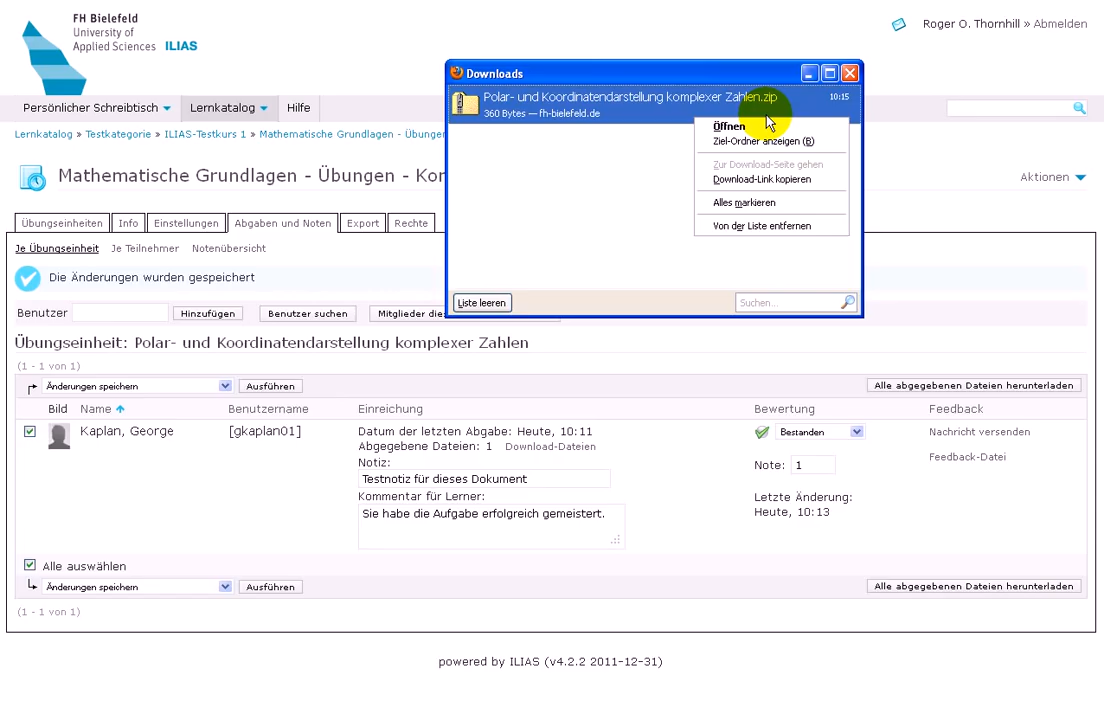 FH Bielefeld
University of
Applied Sciences ILIAS
Roger O. Thornhill » Abmelden
Persönlicher Schreibtisch Lernkatalog Hilfe
Lernkatalog » Testkategorie » ILIAS-Testkurs 1 » Mathematische Grundlagen - Übungen
Mathematische Grundlagen - Übungen - Kor
Aktionen
Downloads
Polar- und Koordinatendarstellung komplexer Zahlen.zip 10:15
360 Bytes — fh-bielefeld.de
Öffnen
Ziel-Ordner anzeigen (B)
Zur Download-Seite gehen
Download-Link kopieren
Alles markieren
Von der Liste entfernen
Liste leeren Suchen...
Übungseinheiten Info Einstellungen Abgaben und Noten Export Rechte
Je Übungseinheit Je Teilnehmer Notenübersicht
Die Änderungen wurden gespeichert
Benutzer Hinzufügen Benutzer suchen Mitglieder die
Übungseinheit: Polar- und Koordinatendarstellung komplexer Zahlen
(1 - 1 von 1)
Änderungen speichern Ausführen Alle abgegebenen Dateien herunterladen
Bild Name Benutzername Einreichung Bewertung Feedback
Kaplan, George [gkaplan01] Datum der letzten Abgabe: Heute, 10:11 Bestanden Nachricht versenden
Abgegebene Dateien: 1 Download-Dateien
Feedback-Datei
Notiz:
Note: 1
Testnotiz für dieses Dokument
Kommentar für Lerner:
Letzte Änderung:
Sie habe die Aufgabe erfolgreich gemeistert.
Heute, 10:13
Alle auswählen
Änderungen speichern Ausführen Alle abgegebenen Dateien herunterladen
(1 - 1 von 1)
powered by ILIAS (v4.2.2 2011-12-31)